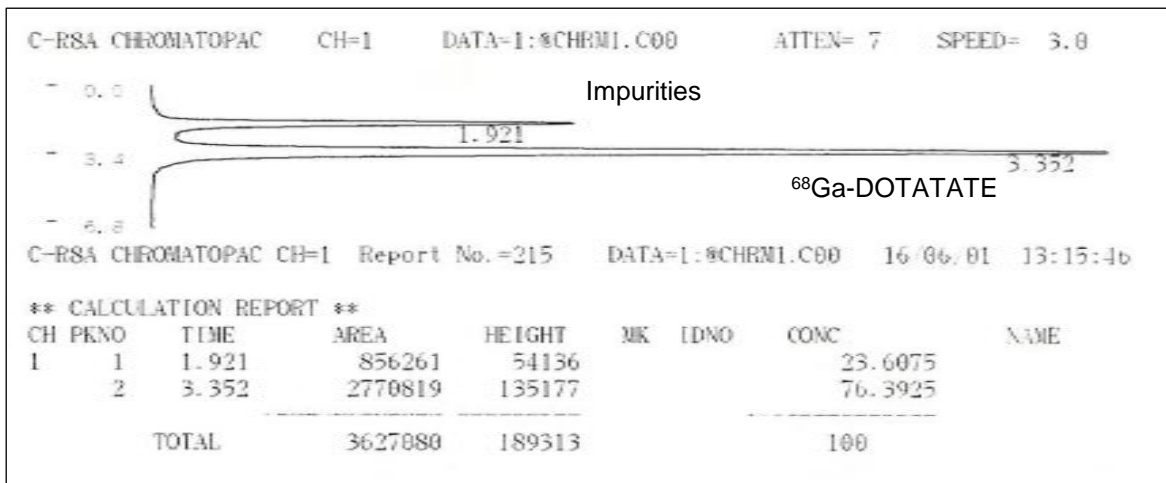 C-R8A CHROMATOPAC CH=1 DATA=1:@CHRM1.C00 ATTEN= 7 SPEED= 3.0
0.0
Impurities
1.921
3.4
3.352
68Ga-DOTATATE
6.8
C-R8A CHROMATOPAC CH=1 Report No.=215 DATA=1:@CHRM1.C00 16/06/01 13:15:46
** CALCULATION REPORT **
CH PKNO TIME AREA HEIGHT MK IDNO CONC NAME
1 1 1.921 856261 54136 23.6075
2 3.352 2770819 135177 76.3925
TOTAL 3627080 189313 100